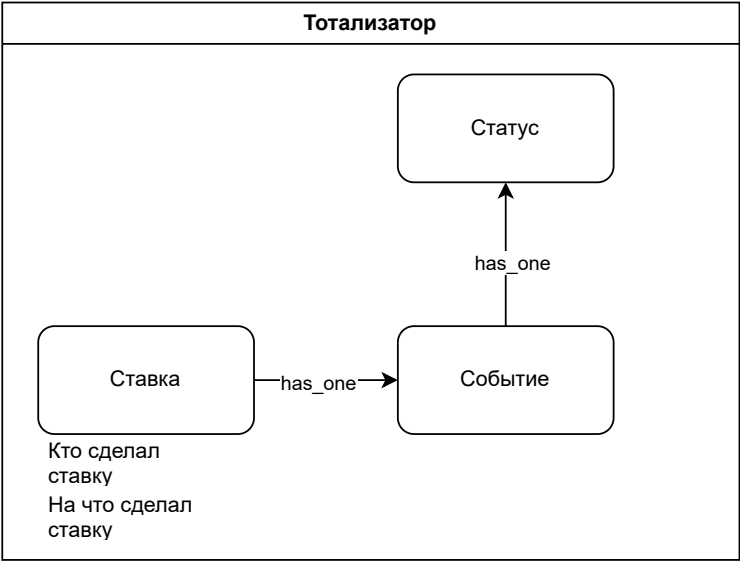 Тотализатор
Статус
has_one
Ставка
has_one
Событие
Кто сделал
ставку
На что сделал
ставку